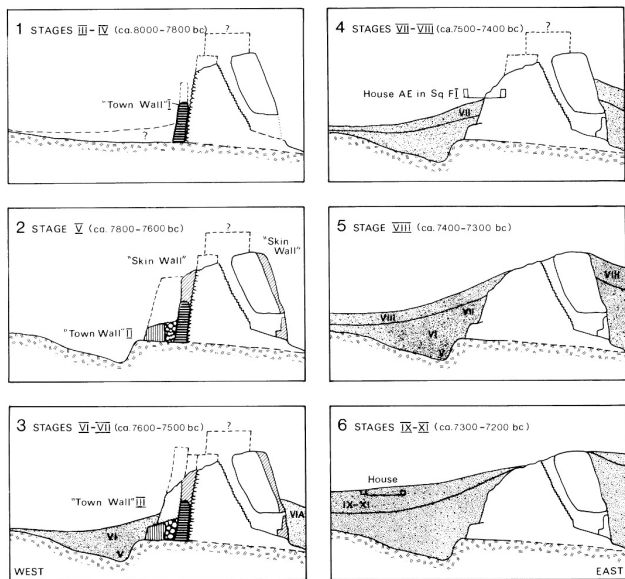 1 STAGES III-IV (ca. 8000-7800 bc)
?
"Town Wall" I
?
2 STAGE V (ca. 7800-7600 bc)
?
"Skin Wall"
"Skin Wall"
"Town Wall"
3 STAGES VI-VII (ca. 7600-7500 bc)
?
"Town Wall" III
VI
V
VIA
WEST
4 STAGES VII-VIII (ca. 7500-7400 bc)
?
House AE in Sq FI
VII
5 STAGE VIII (ca. 7400-7300 bc)
VIII
VII
VI
V
VIII
6 STAGES IX-XI (ca. 7300-7200 bc)
House
IX-XI
EAST